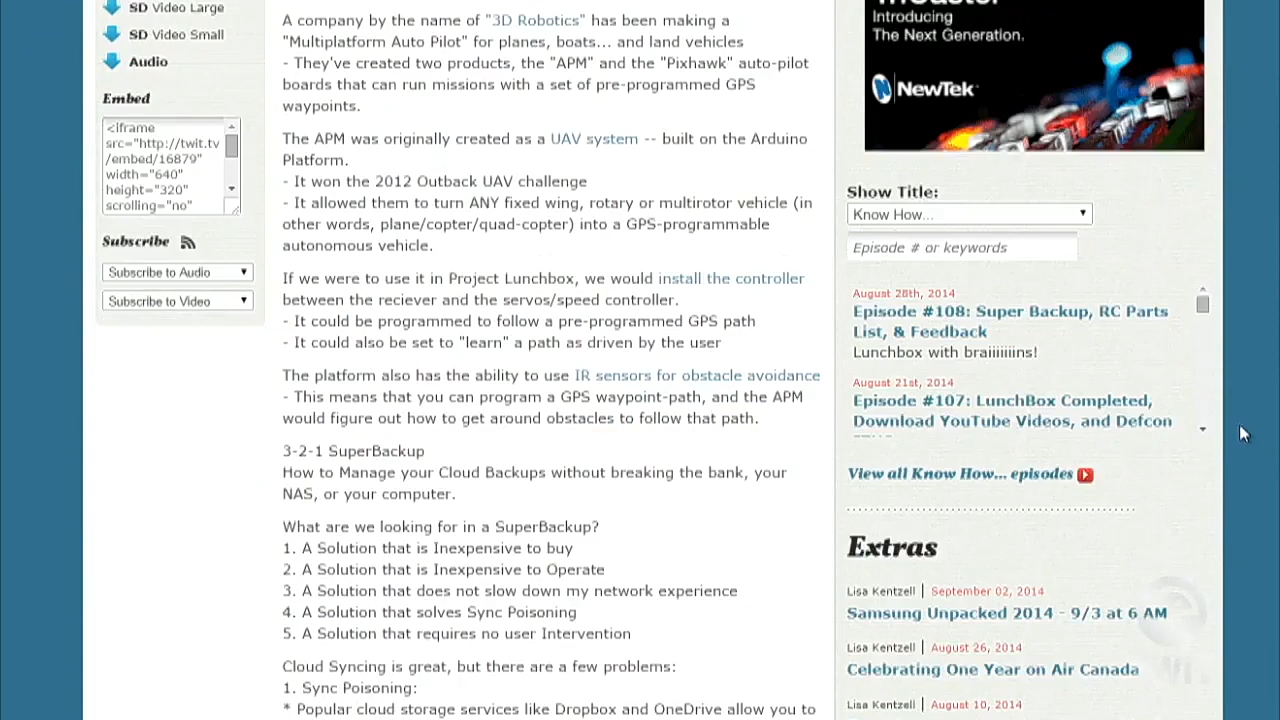 SD Video Large
SD Video Small
Audio
Embed
<iframe
src="http://twit.tv
/embed/16879"
width="640"
height="320"
scrolling="no"
Subscribe
Subscribe to Audio
Subscribe to Video
A company by the name of "3D Robotics" has been making a
"Multiplatform Auto Pilot" for planes, boats... and land vehicles
- They've created two products, the "APM" and the "Pixhawk" auto-pilot
boards that can run missions with a set of pre-programmed GPS
waypoints.
The APM was originally created as a UAV system -- built on the Arduino
Platform.
- It won the 2012 Outback UAV challenge
- It allowed them to turn ANY fixed wing, rotary or multirotor vehicle (in
other words, plane/copter/quad-copter) into a GPS-programmable
autonomous vehicle.
If we were to use it in Project Lunchbox, we would install the controller
between the reciever and the servos/speed controller.
- It could be programmed to follow a pre-programmed GPS path
- It could also be set to "learn" a path as driven by the user
The platform also has the ability to use IR sensors for obstacle avoidance
- This means that you can program a GPS waypoint-path, and the APM
would figure out how to get around obstacles to follow that path.
3-2-1 SuperBackup
How to Manage your Cloud Backups without breaking the bank, your
NAS, or your computer.
What are we looking for in a SuperBackup?
1. A Solution that is Inexpensive to buy
2. A Solution that is Inexpensive to Operate
3. A Solution that does not slow down my network experience
4. A Solution that solves Sync Poisoning
5. A Solution that requires no user Intervention
Cloud Syncing is great, but there are a few problems:
1. Sync Poisoning:
* Popular cloud storage services like Dropbox and OneDrive allow you to
Introducing
The Next Generation.
NewTek
Show Title:
Know How...
Episode # or keywords
August 28th, 2014
Episode #108: Super Backup, RC Parts
List, & Feedback
Lunchbox with braiiiiiins!
August 21st, 2014
Episode #107: LunchBox Completed,
Download YouTube Videos, and Defcon
View all Know How... episodes
Extras
Lisa Kentzell | September 02, 2014
Samsung Unpacked 2014 - 9/3 at 6 AM
Lisa Kentzell | August 26, 2014
Celebrating One Year on Air Canada
Lisa Kentzell | August 10, 2014